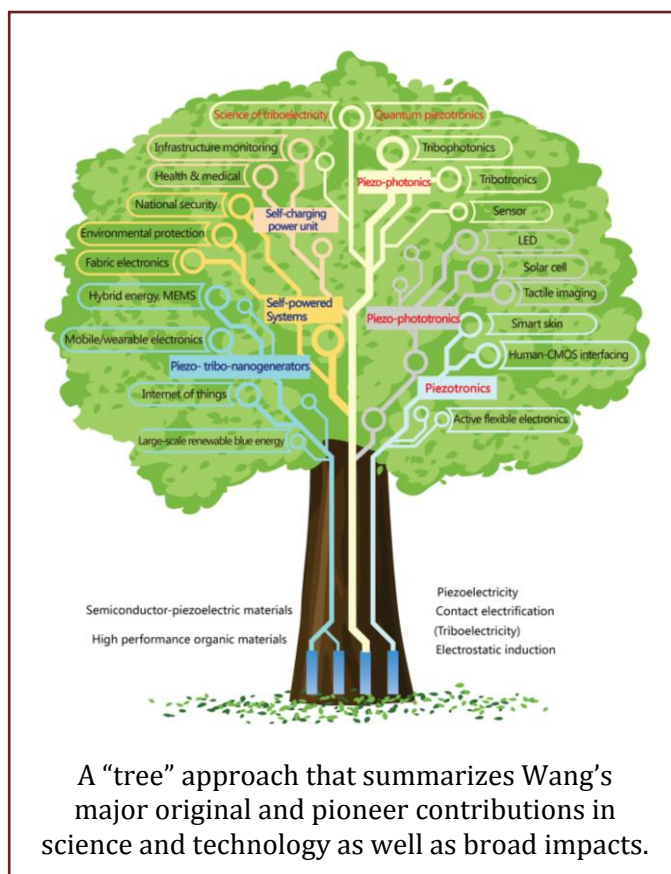 Science of triboelectricity
Quantum piezotronics
Infrastructure monitoring
Tribophotonics
Health & medical
Piezo-photonics
Tribotronics
National security
Self-charging
power unit
Sensor
Environmental protection
LED
Fabric electronics
Solar cell
Hybrid energy, MEMS
Self-powered
Systems
Tactile imaging
Mobile/wearable electronics
Piezo-phototronics
Smart skin
Piezo- tribo-nanogenerators
Human-CMOS interfacing
Internet of things
Piezotronics
Large-scale renewable blue energy
Active flexible electronics
Semiconductor-piezoelectric materials
High performance organic materials
Piezoelectricity
Contact electrification
(Triboelectricity)
Electrostatic induction
A “tree” approach that summarizes Wang’s
major original and pioneer contributions in
science and technology as well as broad impacts.